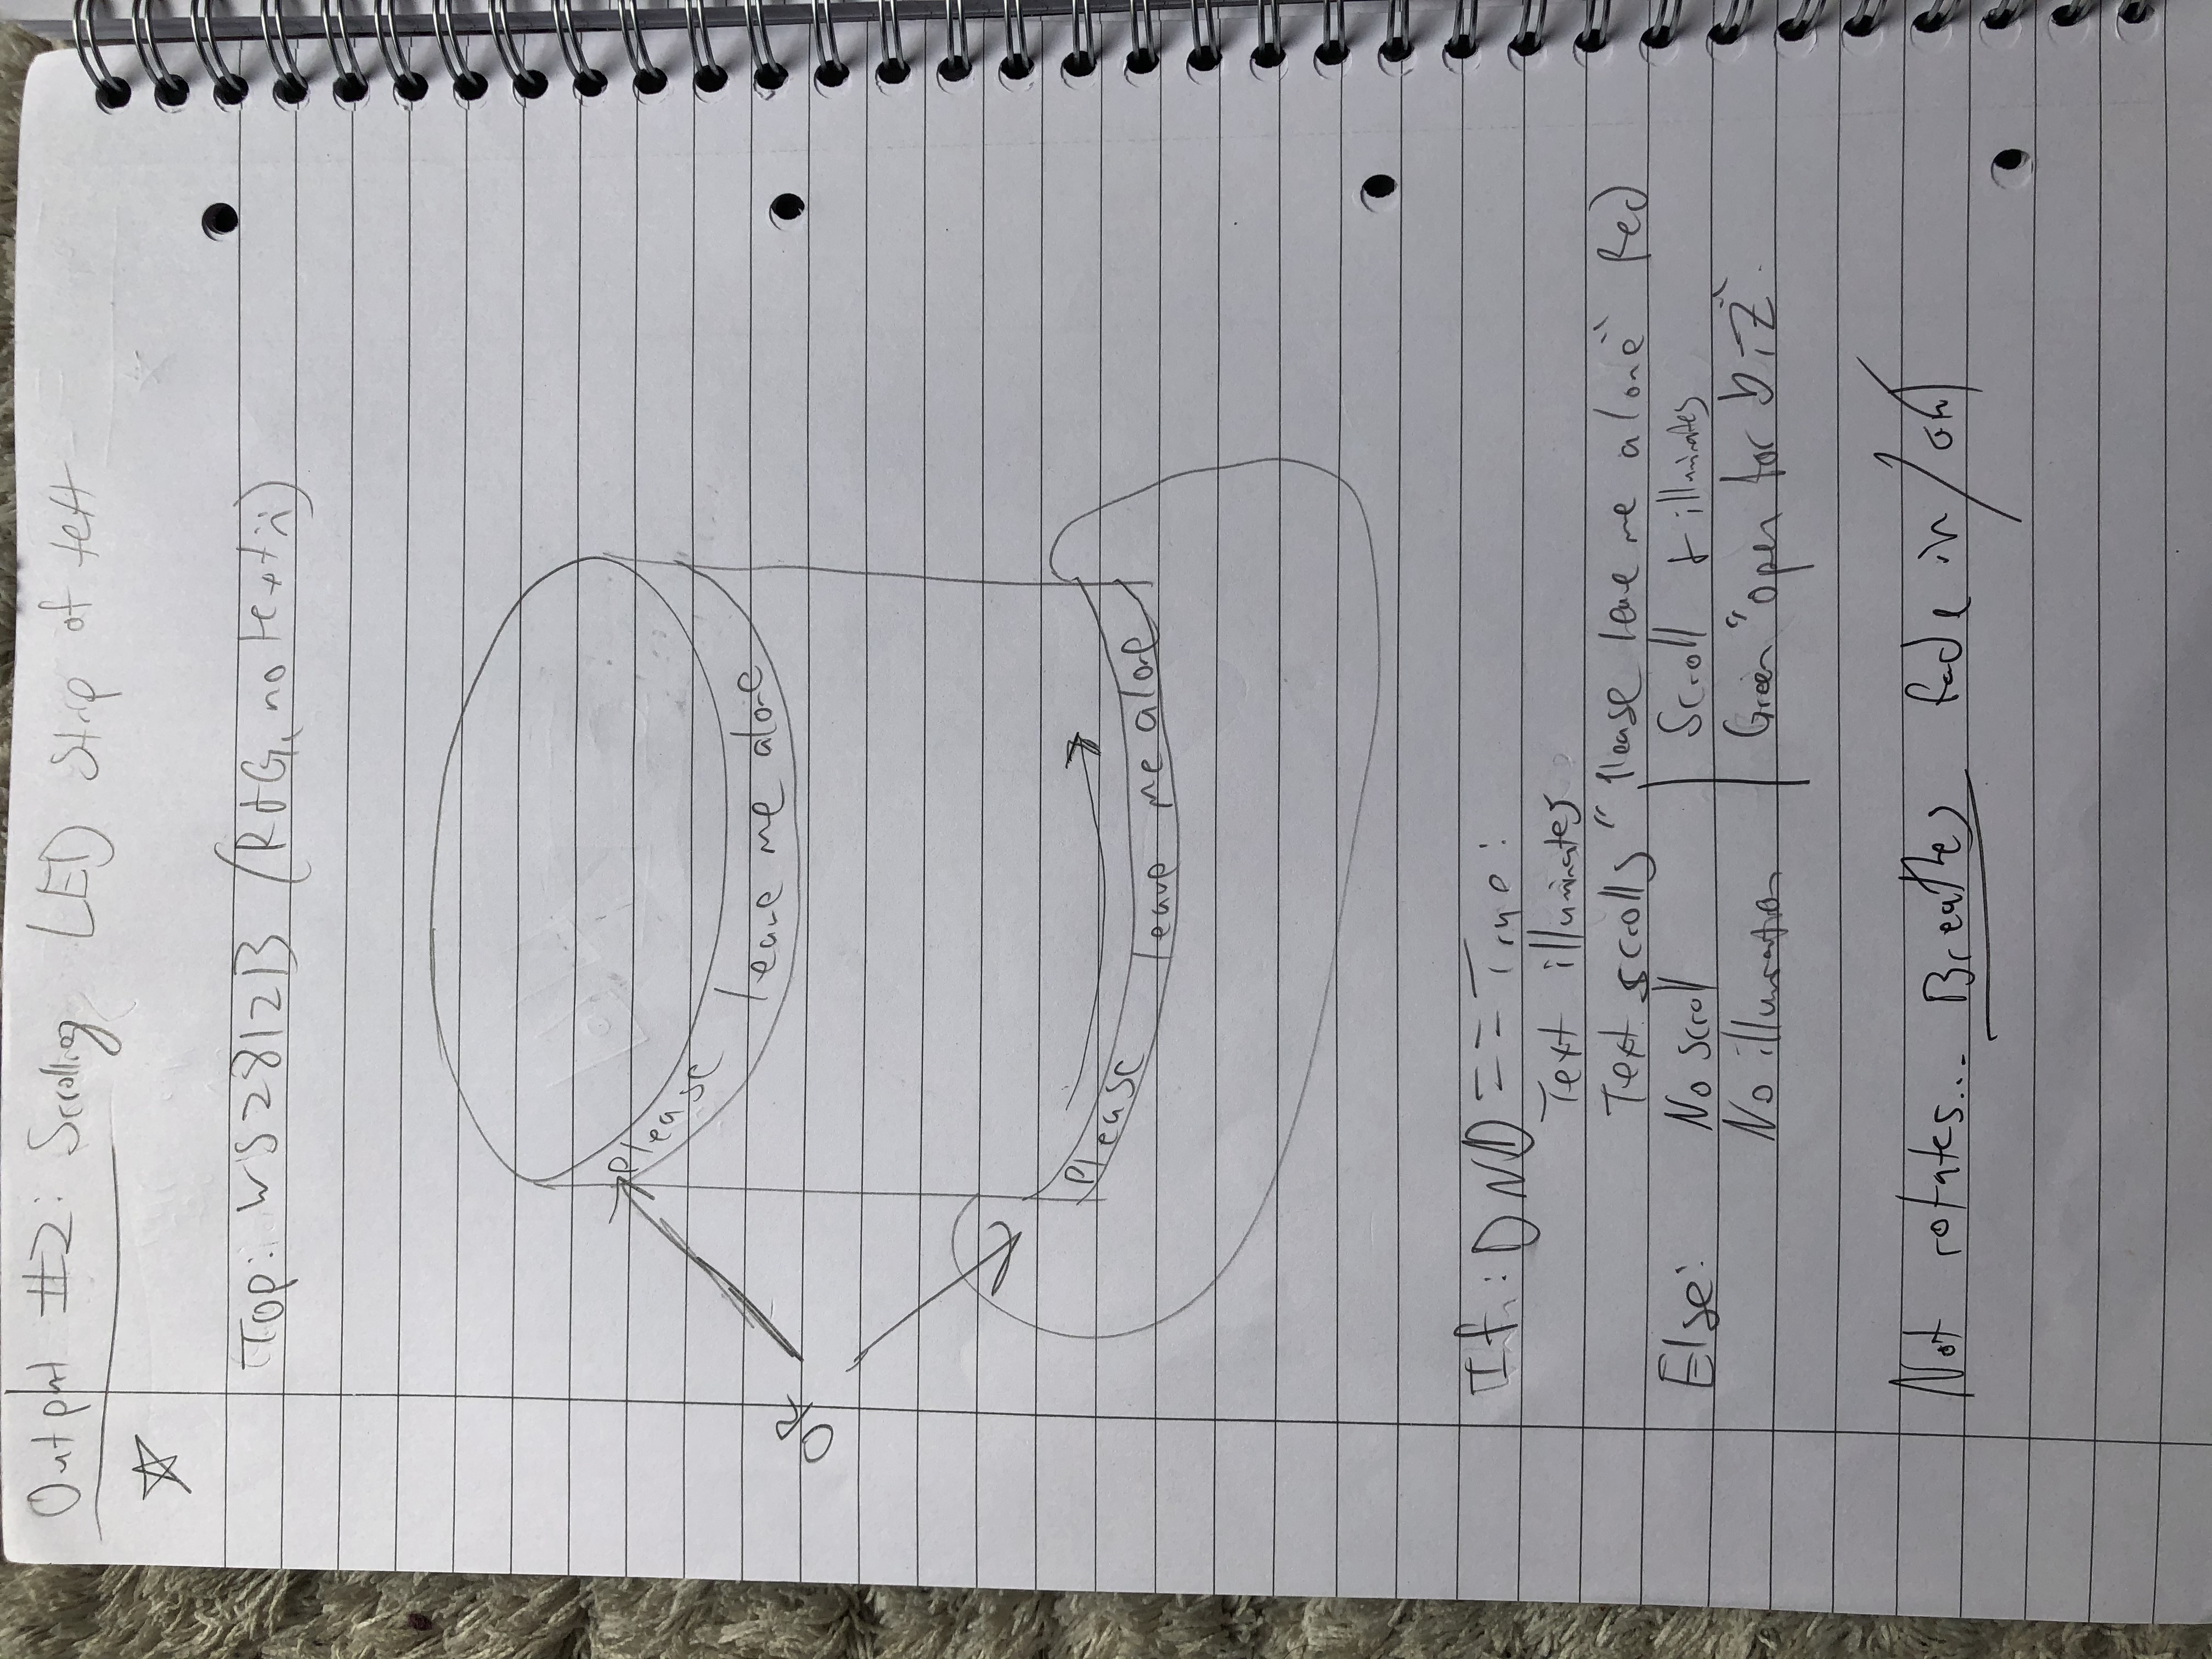 Output #2: Scrolling LED Strip of text
Top: WS2812B (R+G, no text :()
Please leave me alone
OR
Please leave me alone
If: DND == True:
Text illuminates
Text scrolls "Please leave me alone" Red
Else: No scroll | Scroll + illuminates
No illumination | Green "open for biz".
Not rotates... Breathes fade in/out